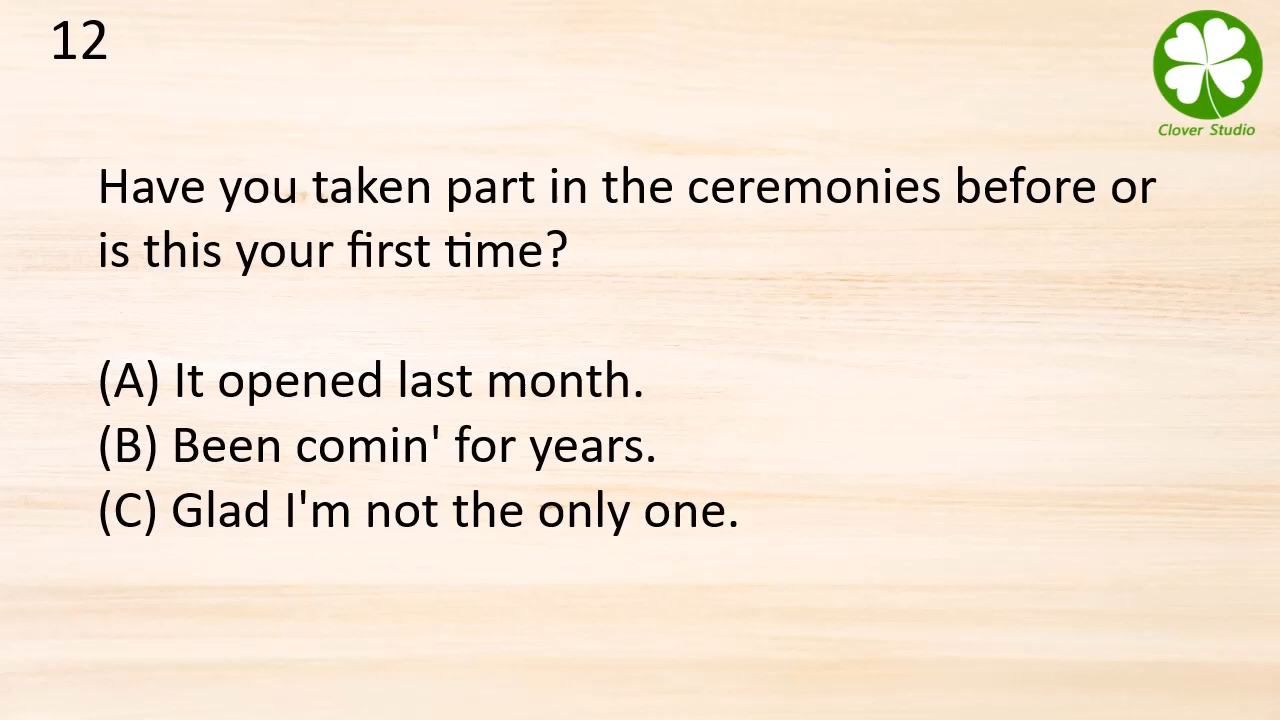 12
Clover Studio
Have you taken part in the ceremonies before or
is this your first time?
(A) It opened last month.
(B) Been comin' for years.
(C) Glad I'm not the only one.